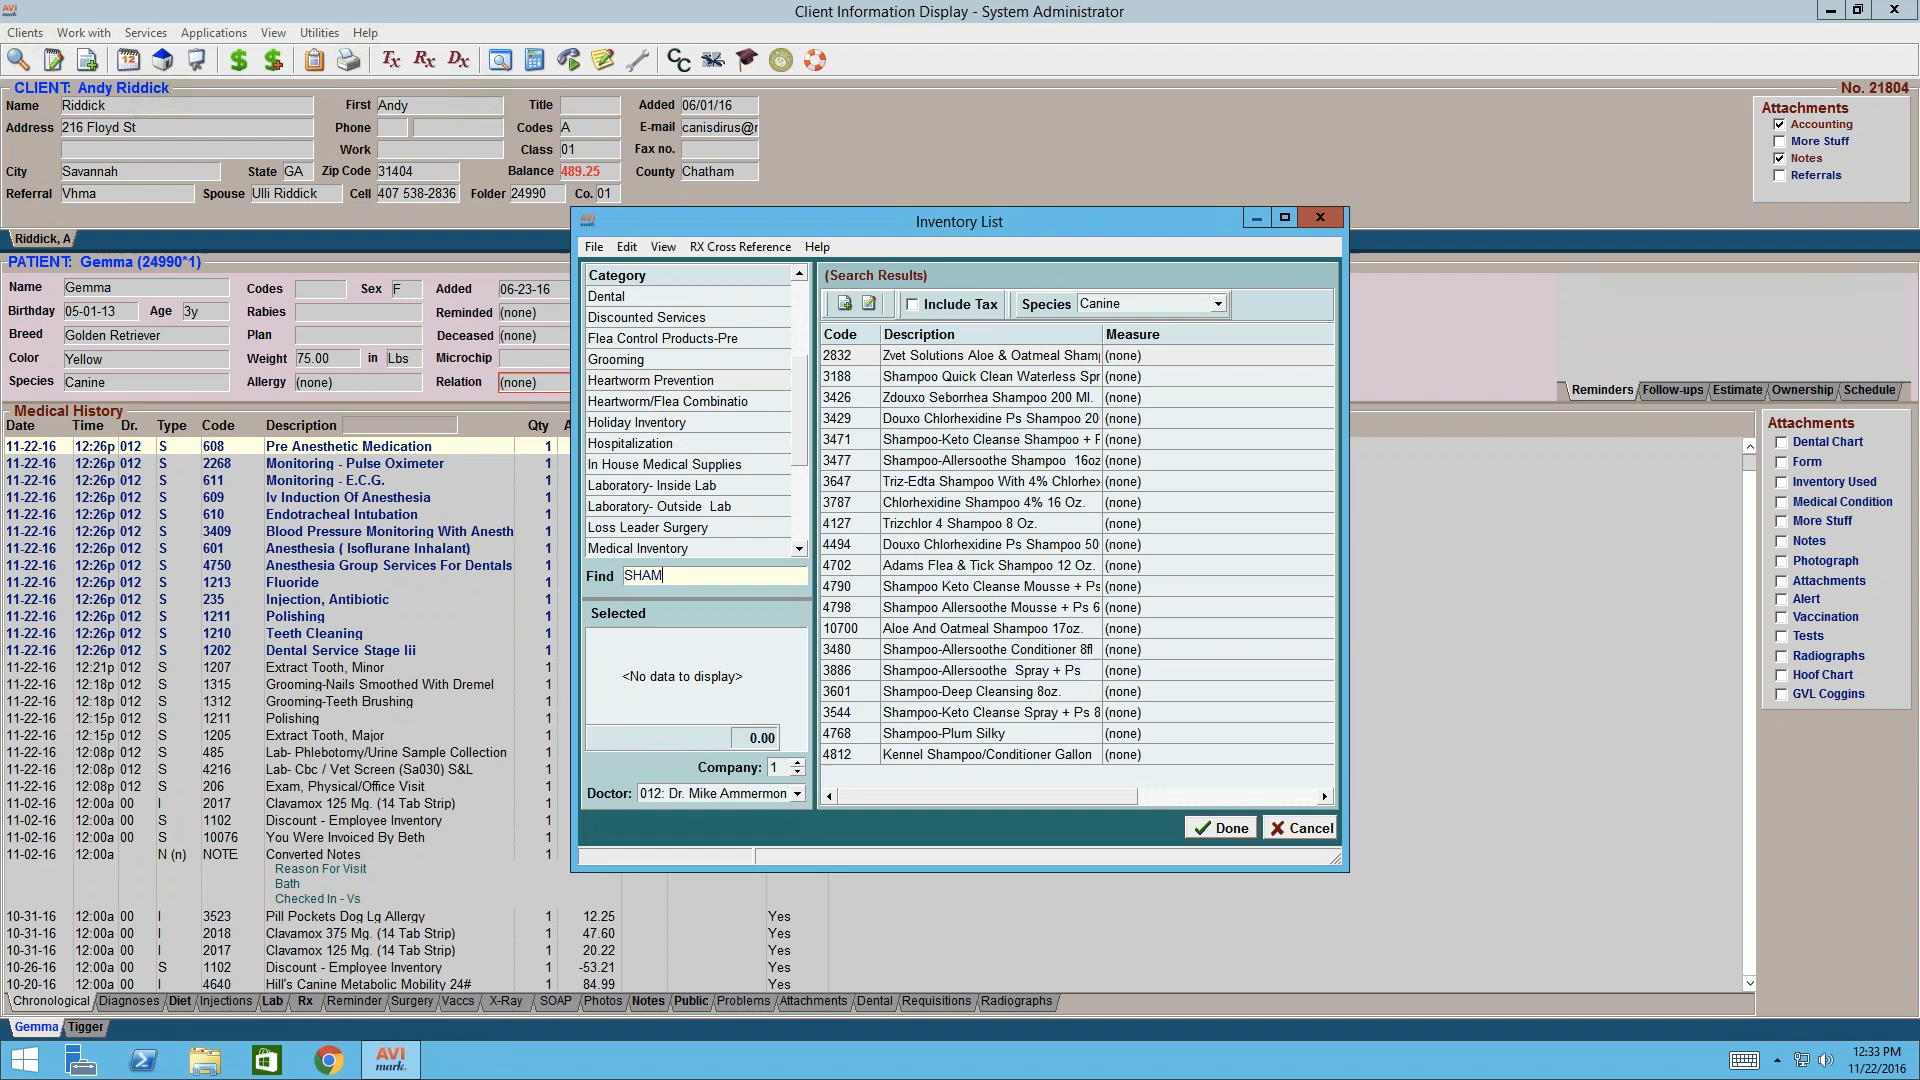 AVI mark
Client Information Display - System Administrator
Clients Work with Services Applications View Utilities Help
12 $ $ Tx Rx Dx CC
CLIENT: Andy Riddick No. 21804
Name Riddick First Andy Title Added 06/01/16
Address 216 Floyd St Phone Codes A E-mail canisdirus@r
Work Class 01 Fax no.
City Savannah State GA Zip Code 31404 Balance 489.25 County Chatham
Referral Vhma Spouse Ulli Riddick Cell 407 538-2836 Folder 24990 Co. 01
Attachments
Accounting
More Stuff
Notes
Referrals
Riddick, A
PATIENT: Gemma (24990*1)
Name Gemma Codes Sex F Added 06-23-16
Birthday 05-01-13 Age 3y Rabies Reminded (none)
Breed Golden Retriever Plan Deceased (none)
Color Yellow Weight 75.00 in Lbs Microchip
Species Canine Allergy (none) Relation (none)
Reminders Follow-ups Estimate Ownership Schedule
Medical History
Date Time Dr. Type Code Description Qty A
11-22-16 12:26p 012 S 608 Pre Anesthetic Medication 1
11-22-16 12:26p 012 S 2268 Monitoring - Pulse Oximeter 1
11-22-16 12:26p 012 S 611 Monitoring - E.C.G. 1
11-22-16 12:26p 012 S 609 Iv Induction Of Anesthesia 1
11-22-16 12:26p 012 S 610 Endotracheal Intubation 1
11-22-16 12:26p 012 S 3409 Blood Pressure Monitoring With Anesth 1
11-22-16 12:26p 012 S 601 Anesthesia ( Isoflurane Inhalant) 1
11-22-16 12:26p 012 S 4750 Anesthesia Group Services For Dentals 1
11-22-16 12:26p 012 S 1213 Fluoride 1
11-22-16 12:26p 012 S 235 Injection, Antibiotic 1
11-22-16 12:26p 012 S 1211 Polishing 1
11-22-16 12:26p 012 S 1210 Teeth Cleaning 1
11-22-16 12:26p 012 S 1202 Dental Service Stage Iii 1
11-22-16 12:21p 012 S 1207 Extract Tooth, Minor 1
11-22-16 12:18p 012 S 1315 Grooming-Nails Smoothed With Dremel 1
11-22-16 12:18p 012 S 1312 Grooming-Teeth Brushing 1
11-22-16 12:15p 012 S 1211 Polishing 1
11-22-16 12:15p 012 S 1205 Extract Tooth, Major 1
11-22-16 12:08p 012 S 485 Lab- Phlebotomy/Urine Sample Collection 1
11-22-16 12:08p 012 S 4216 Lab- Cbc / Vet Screen (Sa030) S&L 1
11-22-16 12:08p 012 S 206 Exam, Physical/Office Visit 1
11-02-16 12:00a 00 I 2017 Clavamox 125 Mg. (14 Tab Strip) 1
11-02-16 12:00a 00 S 1102 Discount - Employee Inventory 1
11-02-16 12:00a 00 S 10076 You Were Invoiced By Beth 1
11-02-16 12:00a N (n) NOTE Converted Notes 1
Reason For Visit
Bath
Checked In - Vs
10-31-16 12:00a 00 I 3523 Pill Pockets Dog Lg Allergy 1 12.25 Yes
10-31-16 12:00a 00 I 2018 Clavamox 375 Mg. (14 Tab Strip) 1 47.60 Yes
10-31-16 12:00a 00 I 2017 Clavamox 125 Mg. (14 Tab Strip) 1 20.22 Yes
10-26-16 12:00a 00 S 1102 Discount - Employee Inventory 1 -53.21 Yes
10-20-16 12:00a 00 I 4640 Hill's Canine Metabolic Mobility 24# 1 84.99 Yes
Chronological Diagnoses Diet Injections Lab Rx Reminder Surgery Vaccs X-Ray SOAP Photos Notes Public Problems Attachments Dental Requisitions Radiographs
Gemma Tigger
Attachments
Dental Chart
Form
Inventory Used
Medical Condition
More Stuff
Notes
Photograph
Attachments
Alert
Vaccination
Tests
Radiographs
Hoof Chart
GVL Coggins
AVI mark
Inventory List
File Edit View RX Cross Reference Help
Category
Dental
Discounted Services
Flea Control Products-Pre
Grooming
Heartworm Prevention
Heartworm/Flea Combinatio
Holiday Inventory
Hospitalization
In House Medical Supplies
Laboratory- Inside Lab
Laboratory- Outside Lab
Loss Leader Surgery
Medical Inventory
Find SHAM
Selected
<No data to display>
0.00
Company: 1
Doctor: 012: Dr. Mike Ammermon
(Search Results)
Include Tax Species Canine
Code Description Measure
2832 Zvet Solutions Aloe & Oatmeal Sham (none)
3188 Shampoo Quick Clean Waterless Spr (none)
3426 Zdouxo Seborrhea Shampoo 200 Ml. (none)
3429 Douxo Chlorhexidine Ps Shampoo 20 (none)
3471 Shampoo-Keto Cleanse Shampoo + F (none)
3477 Shampoo-Allersoothe Shampoo 16oz (none)
3647 Triz-Edta Shampoo With 4% Chlorhe (none)
3787 Chlorhexidine Shampoo 4% 16 Oz. (none)
4127 Trizchlor 4 Shampoo 8 Oz. (none)
4494 Douxo Chlorhexidine Ps Shampoo 50 (none)
4702 Adams Flea & Tick Shampoo 12 Oz. (none)
4790 Shampoo Keto Cleanse Mousse + Ps (none)
4798 Shampoo Allersoothe Mousse + Ps 6 (none)
10700 Aloe And Oatmeal Shampoo 17oz. (none)
3480 Shampoo-Allersoothe Conditioner 8fl (none)
3886 Shampoo-Allersoothe Spray + Ps (none)
3601 Shampoo-Deep Cleansing 8oz. (none)
3544 Shampoo-Keto Cleanse Spray + Ps 8 (none)
4768 Shampoo-Plum Silky (none)
4812 Kennel Shampoo/Conditioner Gallon (none)
Done Cancel
AVI mark
12:33 PM
11/22/2016